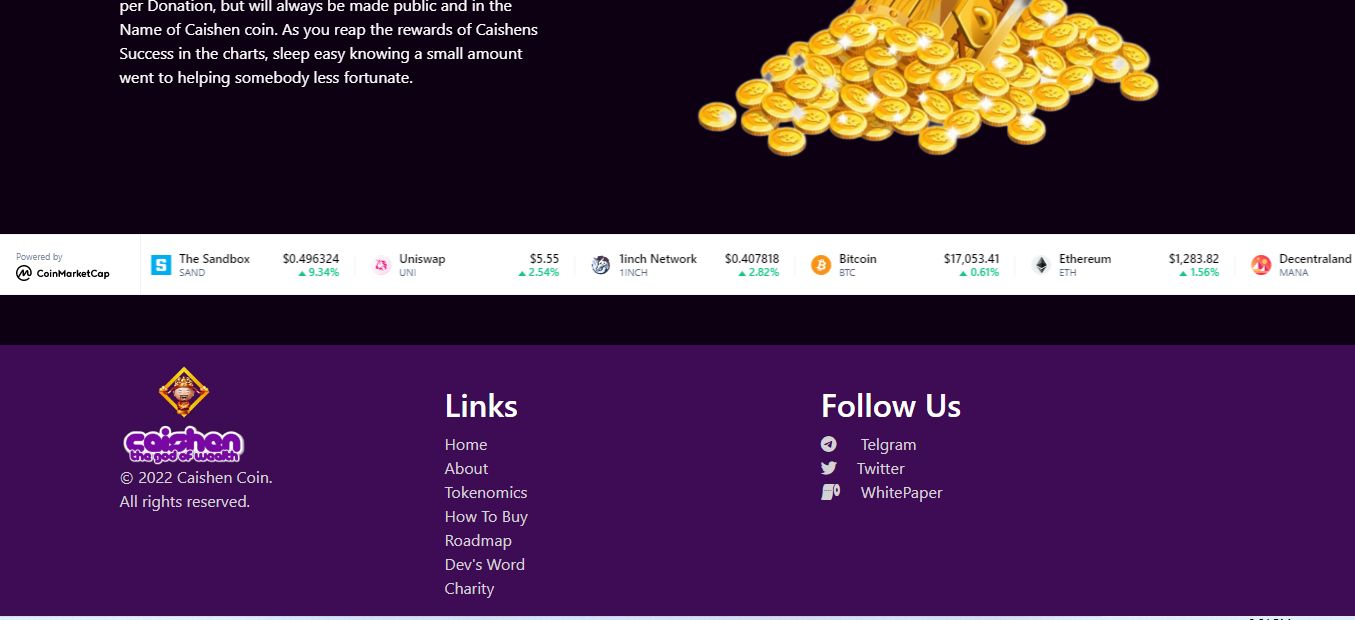 per Donation, but will always be made public and in the
Name of Caishen coin. As you reap the rewards of Caishens
Success in the charts, sleep easy knowing a small amount
went to helping somebody less fortunate.
Powered by
CoinMarketCap
The Sandbox $0.496324
SAND 9.34%
Uniswap $5.55
UNI 2.54%
1inch Network $0.407818
1INCH 2.82%
Bitcoin $17,053.41
BTC 0.61%
Ethereum $1,283.82
ETH 1.56%
Decentraland
MANA
caishen
the god of wealth
© 2022 Caishen Coin.
All rights reserved.
Links
Home
About
Tokenomics
How To Buy
Roadmap
Dev's Word
Charity
Follow Us
Telgram
Twitter
WhitePaper